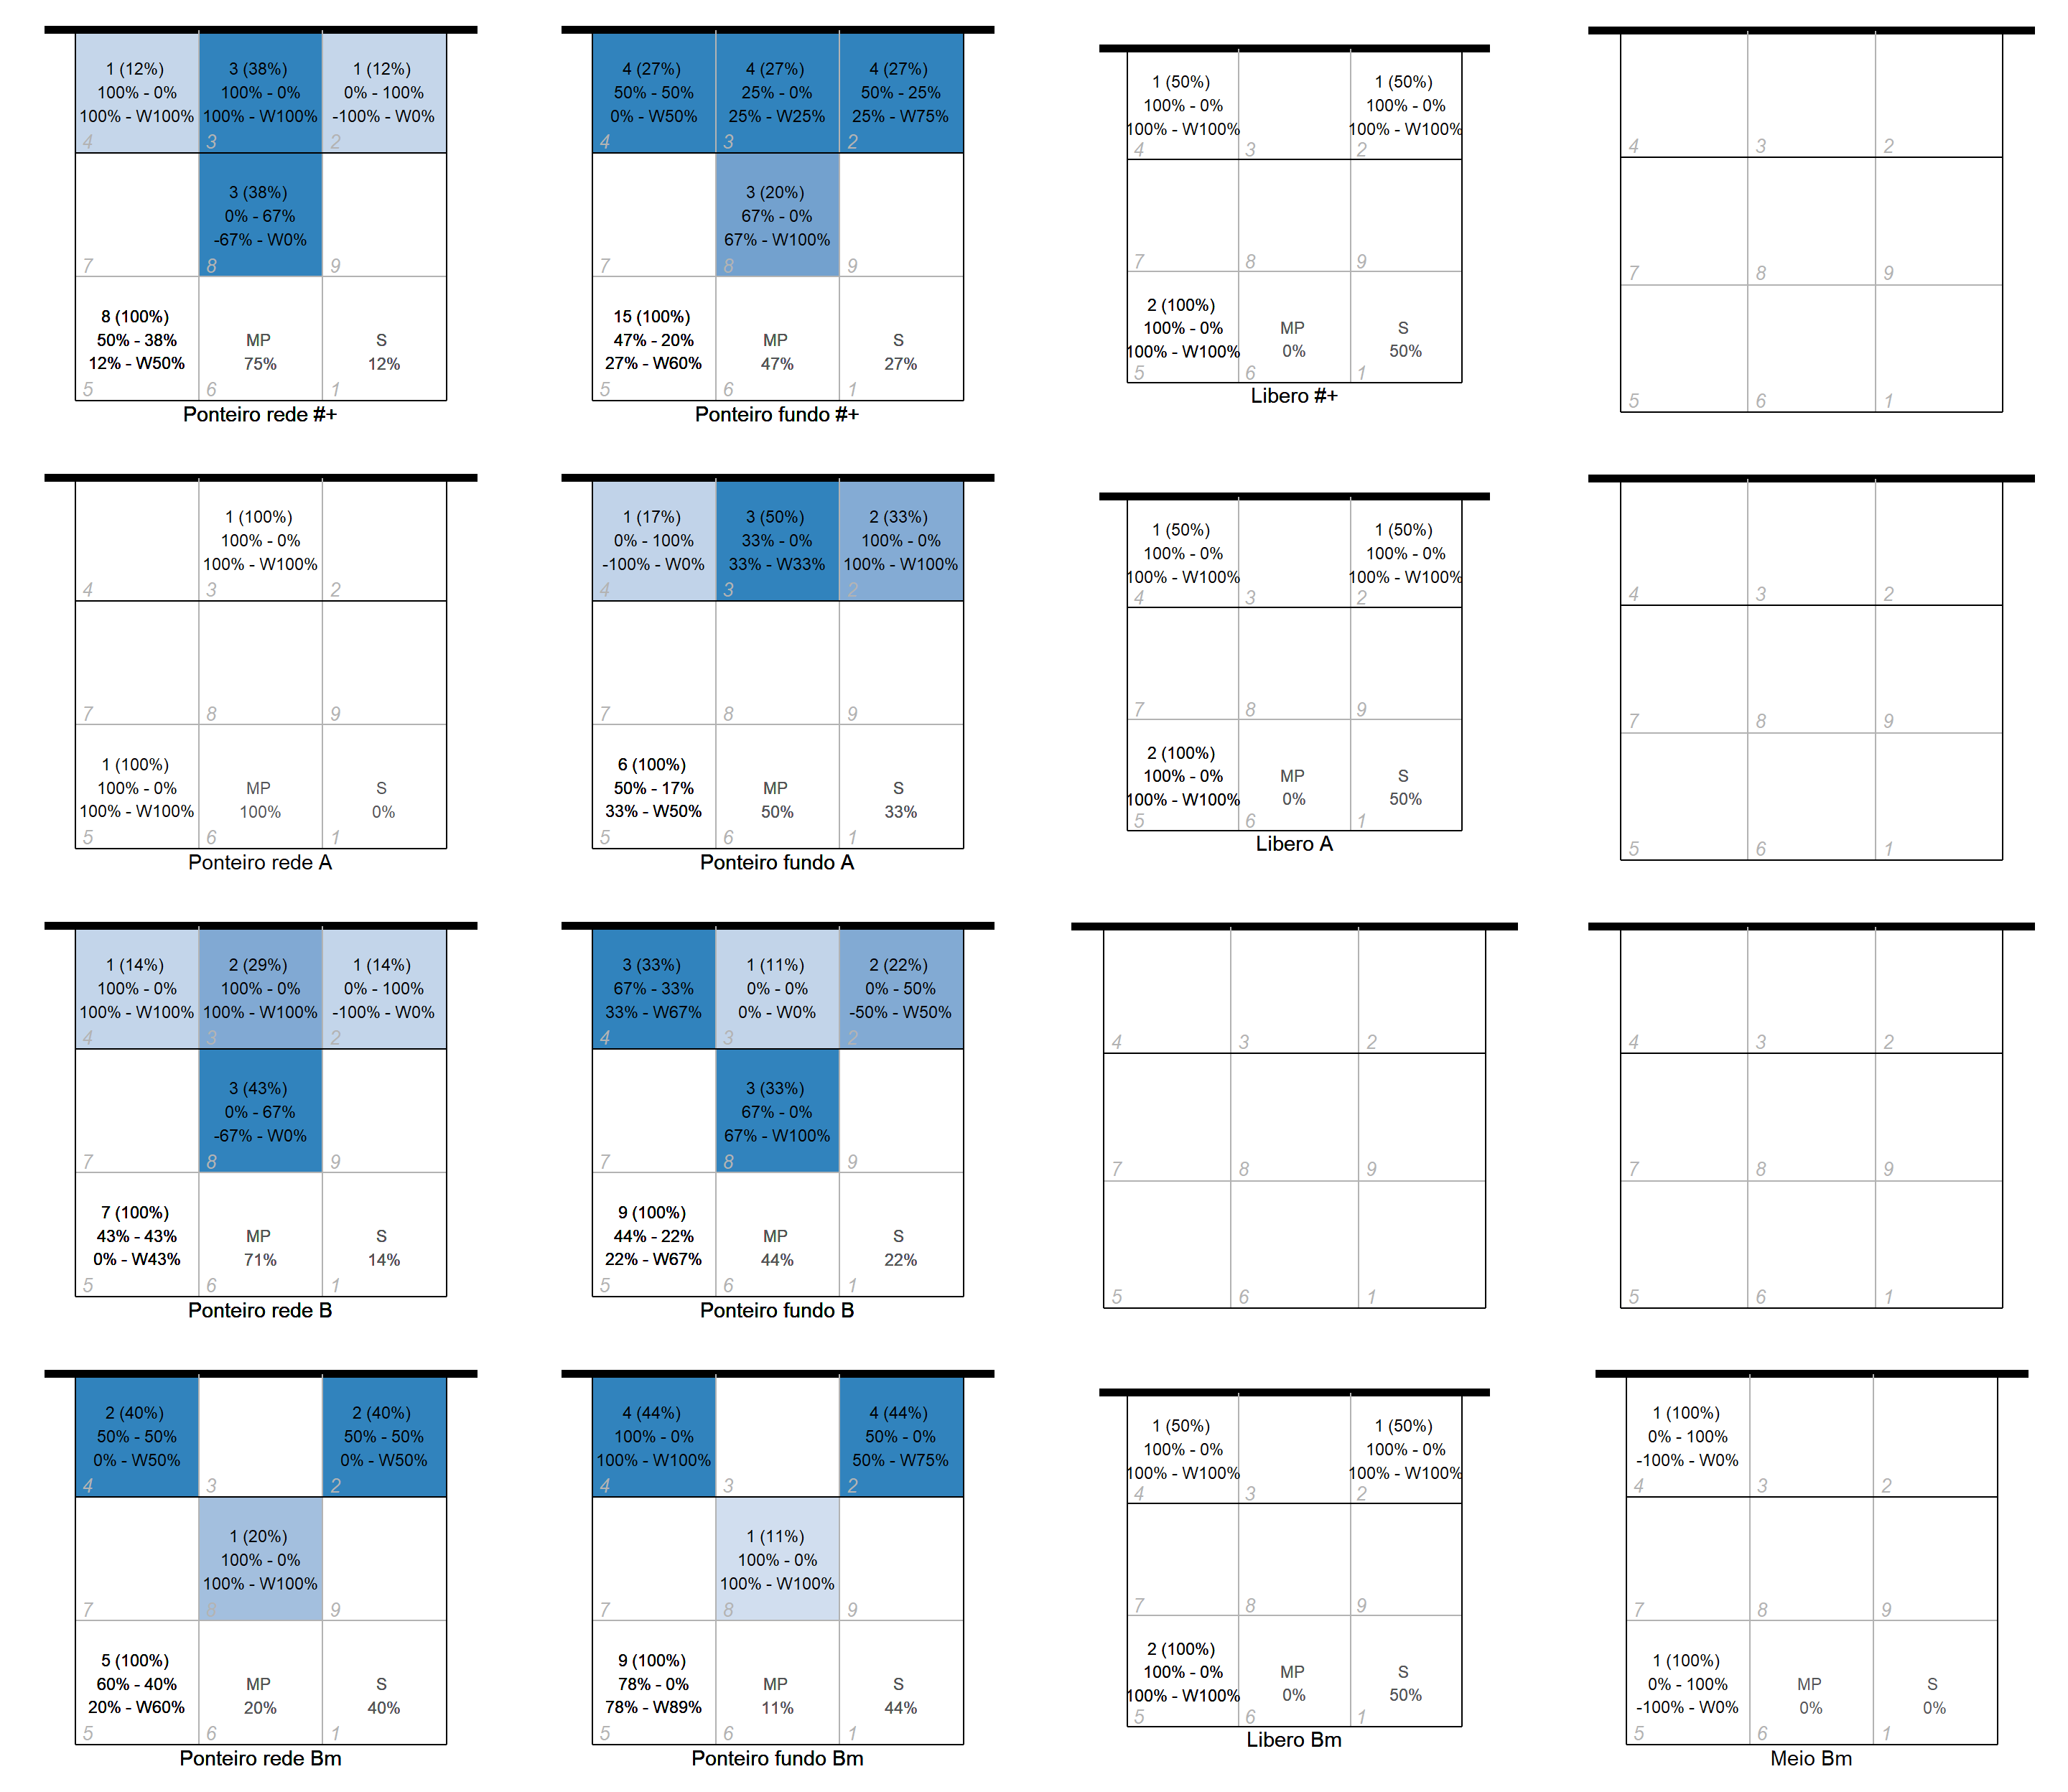 1 (12%)
100% - 0%
100% - W100%
4
3 (38%)
100% - 0%
100% - W100%
3
1 (12%)
0% - 100%
-100% - W0%
2
7
3 (38%)
0% - 67%
-67% - W0%
8
9
8 (100%)
50% - 38%
12% - W50%
5
MP
75%
6
S
12%
1
Ponteiro rede #+
4 (27%)
50% - 50%
0% - W50%
4
4 (27%)
25% - 0%
25% - W25%
3
4 (27%)
50% - 25%
25% - W75%
2
7
3 (20%)
67% - 0%
67% - W100%
8
9
15 (100%)
47% - 20%
27% - W60%
5
MP
47%
6
S
27%
1
Ponteiro fundo #+
1 (50%)
100% - 0%
100% - W100%
4
3
1 (50%)
100% - 0%
100% - W100%
2
7
8
9
2 (100%)
100% - 0%
100% - W100%
5
MP
0%
6
S
50%
1
Libero #+
4
3
2
7
8
9
5
6
1
4
1 (100%)
100% - 0%
100% - W100%
3
2
7
8
9
1 (100%)
100% - 0%
100% - W100%
5
MP
100%
6
S
0%
1
Ponteiro rede A
1 (17%)
0% - 100%
-100% - W0%
4
3 (50%)
33% - 0%
33% - W33%
3
2 (33%)
100% - 0%
100% - W100%
2
7
8
9
6 (100%)
50% - 17%
33% - W50%
5
MP
50%
6
S
33%
1
Ponteiro fundo A
1 (50%)
100% - 0%
100% - W100%
4
3
1 (50%)
100% - 0%
100% - W100%
2
7
8
9
2 (100%)
100% - 0%
100% - W100%
5
MP
0%
6
S
50%
1
Libero A
4
3
2
7
8
9
5
6
1
1 (14%)
100% - 0%
100% - W100%
4
2 (29%)
100% - 0%
100% - W100%
3
1 (14%)
0% - 100%
-100% - W0%
2
7
3 (43%)
0% - 67%
-67% - W0%
8
9
7 (100%)
43% - 43%
0% - W43%
5
MP
71%
6
S
14%
1
Ponteiro rede B
3 (33%)
67% - 33%
33% - W67%
4
1 (11%)
0% - 0%
0% - W0%
3
2 (22%)
0% - 50%
-50% - W50%
2
7
3 (33%)
67% - 0%
67% - W100%
8
9
9 (100%)
44% - 22%
22% - W67%
5
MP
44%
6
S
22%
1
Ponteiro fundo B
4
3
2
7
8
9
5
6
1
4
3
2
7
8
9
5
6
1
2 (40%)
50% - 50%
0% - W50%
4
3
2 (40%)
50% - 50%
0% - W50%
2
7
1 (20%)
100% - 0%
100% - W100%
8
9
5 (100%)
60% - 40%
20% - W60%
5
MP
20%
6
S
40%
1
Ponteiro rede Bm
4 (44%)
100% - 0%
100% - W100%
4
3
4 (44%)
50% - 0%
50% - W75%
2
7
1 (11%)
100% - 0%
100% - W100%
8
9
9 (100%)
78% - 0%
78% - W89%
5
MP
11%
6
S
44%
1
Ponteiro fundo Bm
1 (50%)
100% - 0%
100% - W100%
4
3
1 (50%)
100% - 0%
100% - W100%
2
7
8
9
2 (100%)
100% - 0%
100% - W100%
5
MP
0%
6
S
50%
1
Libero Bm
1 (100%)
0% - 100%
-100% - W0%
4
3
2
7
8
9
1 (100%)
0% - 100%
-100% - W0%
5
MP
0%
6
S
0%
1
Meio Bm